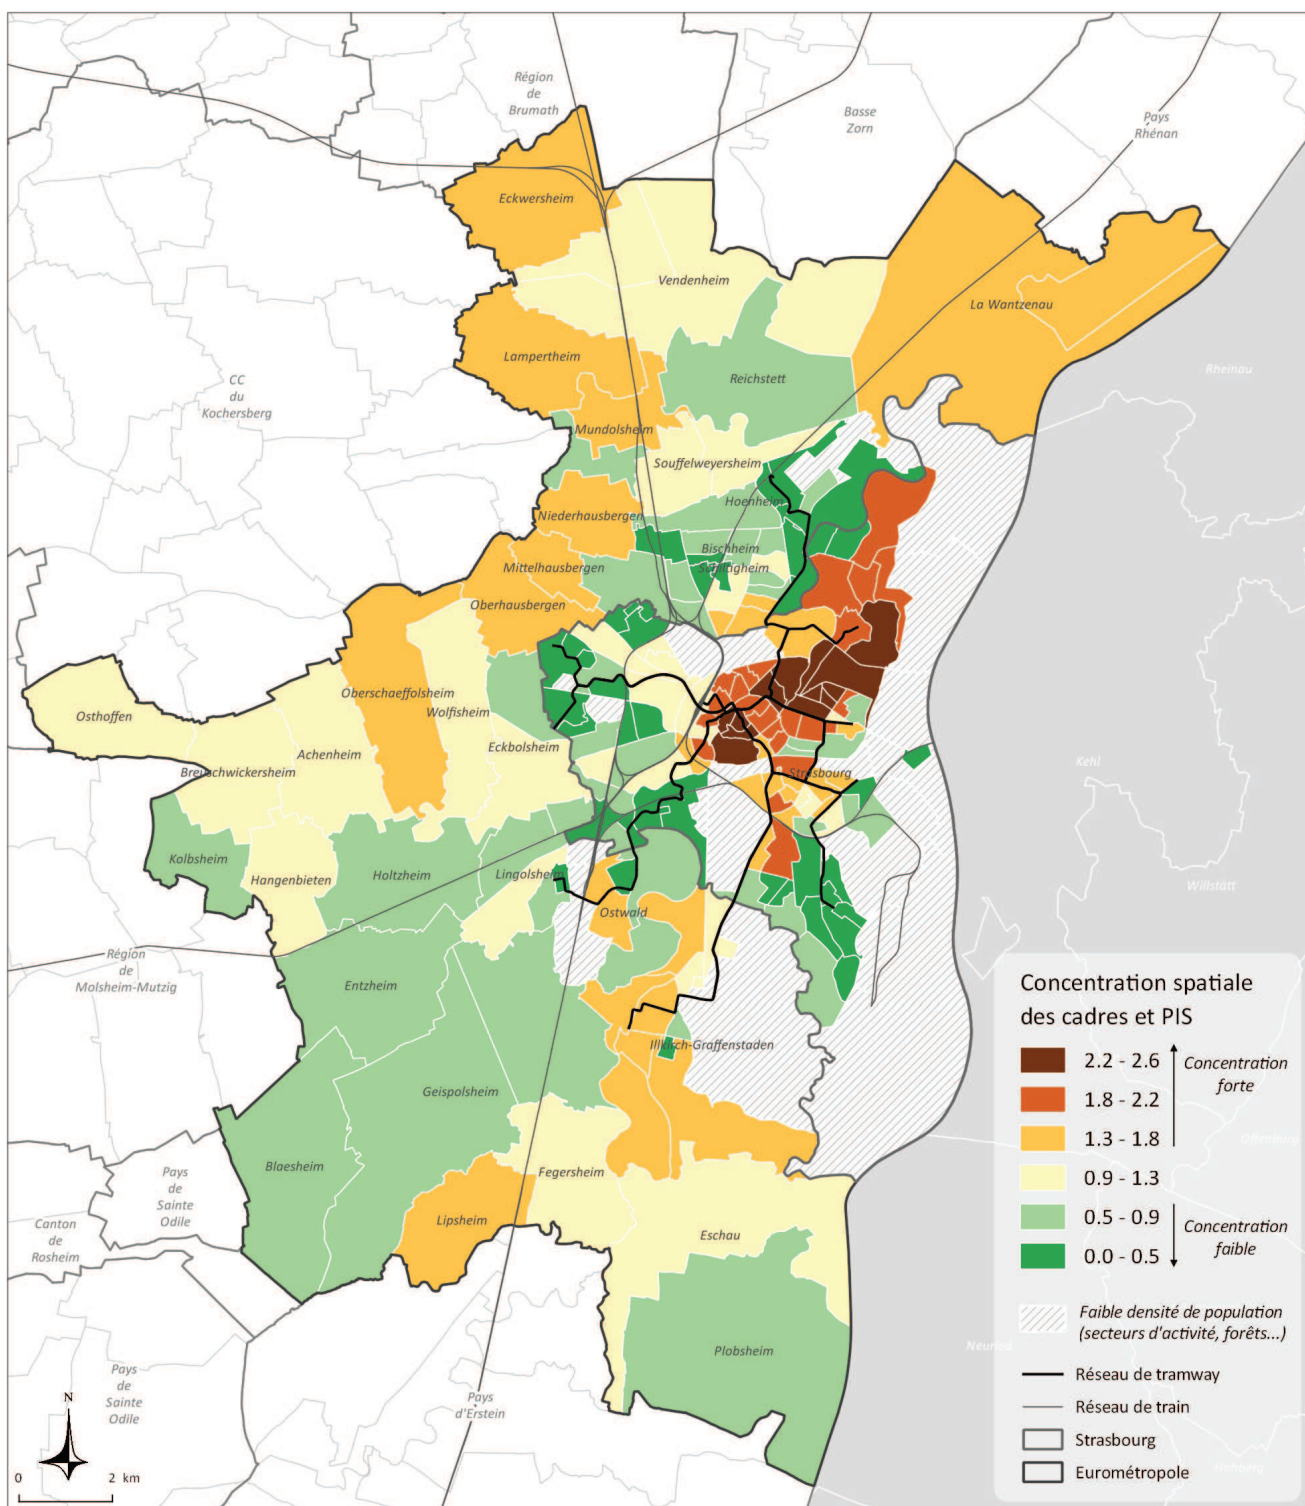 Région
de
Brumath
Basse
Zorn
Pays
Rhénan
Eckwersheim
Vendenheim
La Wantzenau
Lampertheim
Reichstett
Rheinau
CC
du
Kochersberg
Mundolsheim
Souffelweyersheim
Hoenheim
Niederhausbergen
Bischheim
Schiltigheim
Mittelhausbergen
Oberhausbergen
Oberschaeffolsheim
Wolfisheim
Osthoffen
Achenheim
Eckbolsheim
Breuschwickersheim
Strasbourg
Kehl
Kolbsheim
Hangenbieten
Holtzheim
Lingolsheim
Willstätt
Ostwald
Région
de
Molsheim-Mutzig
Entzheim
Illkirch-Graffenstaden
Geispolsheim
Blaesheim
Fegersheim
Lipsheim
Eschau
Plobsheim
Pays
de
Sainte
Odile
Canton
de
Rosheim
Pays
de
Sainte
Odile
Pays
d'Erstein
Offenburg
Neuried
Hohberg
N
0 2 km
Concentration spatiale
des cadres et PIS
2.2 - 2.6
1.8 - 2.2
1.3 - 1.8
Concentration
forte
0.9 - 1.3
0.5 - 0.9
0.0 - 0.5
Concentration
faible
Faible densité de population
(secteurs d'activité, forêts...)
Réseau de tramway
Réseau de train
Strasbourg
Eurométropole